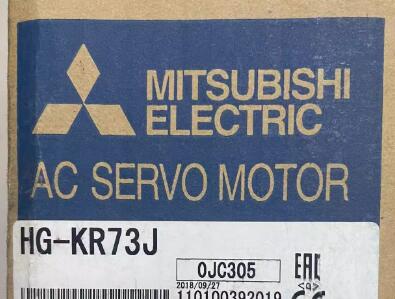 MITSUBISHI
ELECTRIC
AC SERVO MOTOR
HG-KR73J
0JC305
EAC
2018/09/27